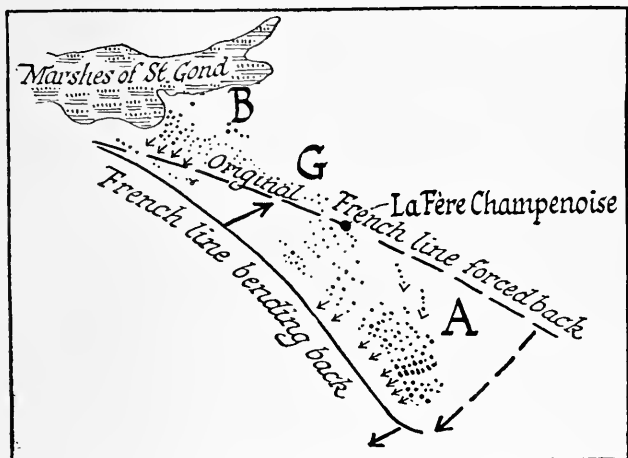 Marshes of St. Gond
B
G
Original French line forced back
La Fère Champenoise
French line bending back
A